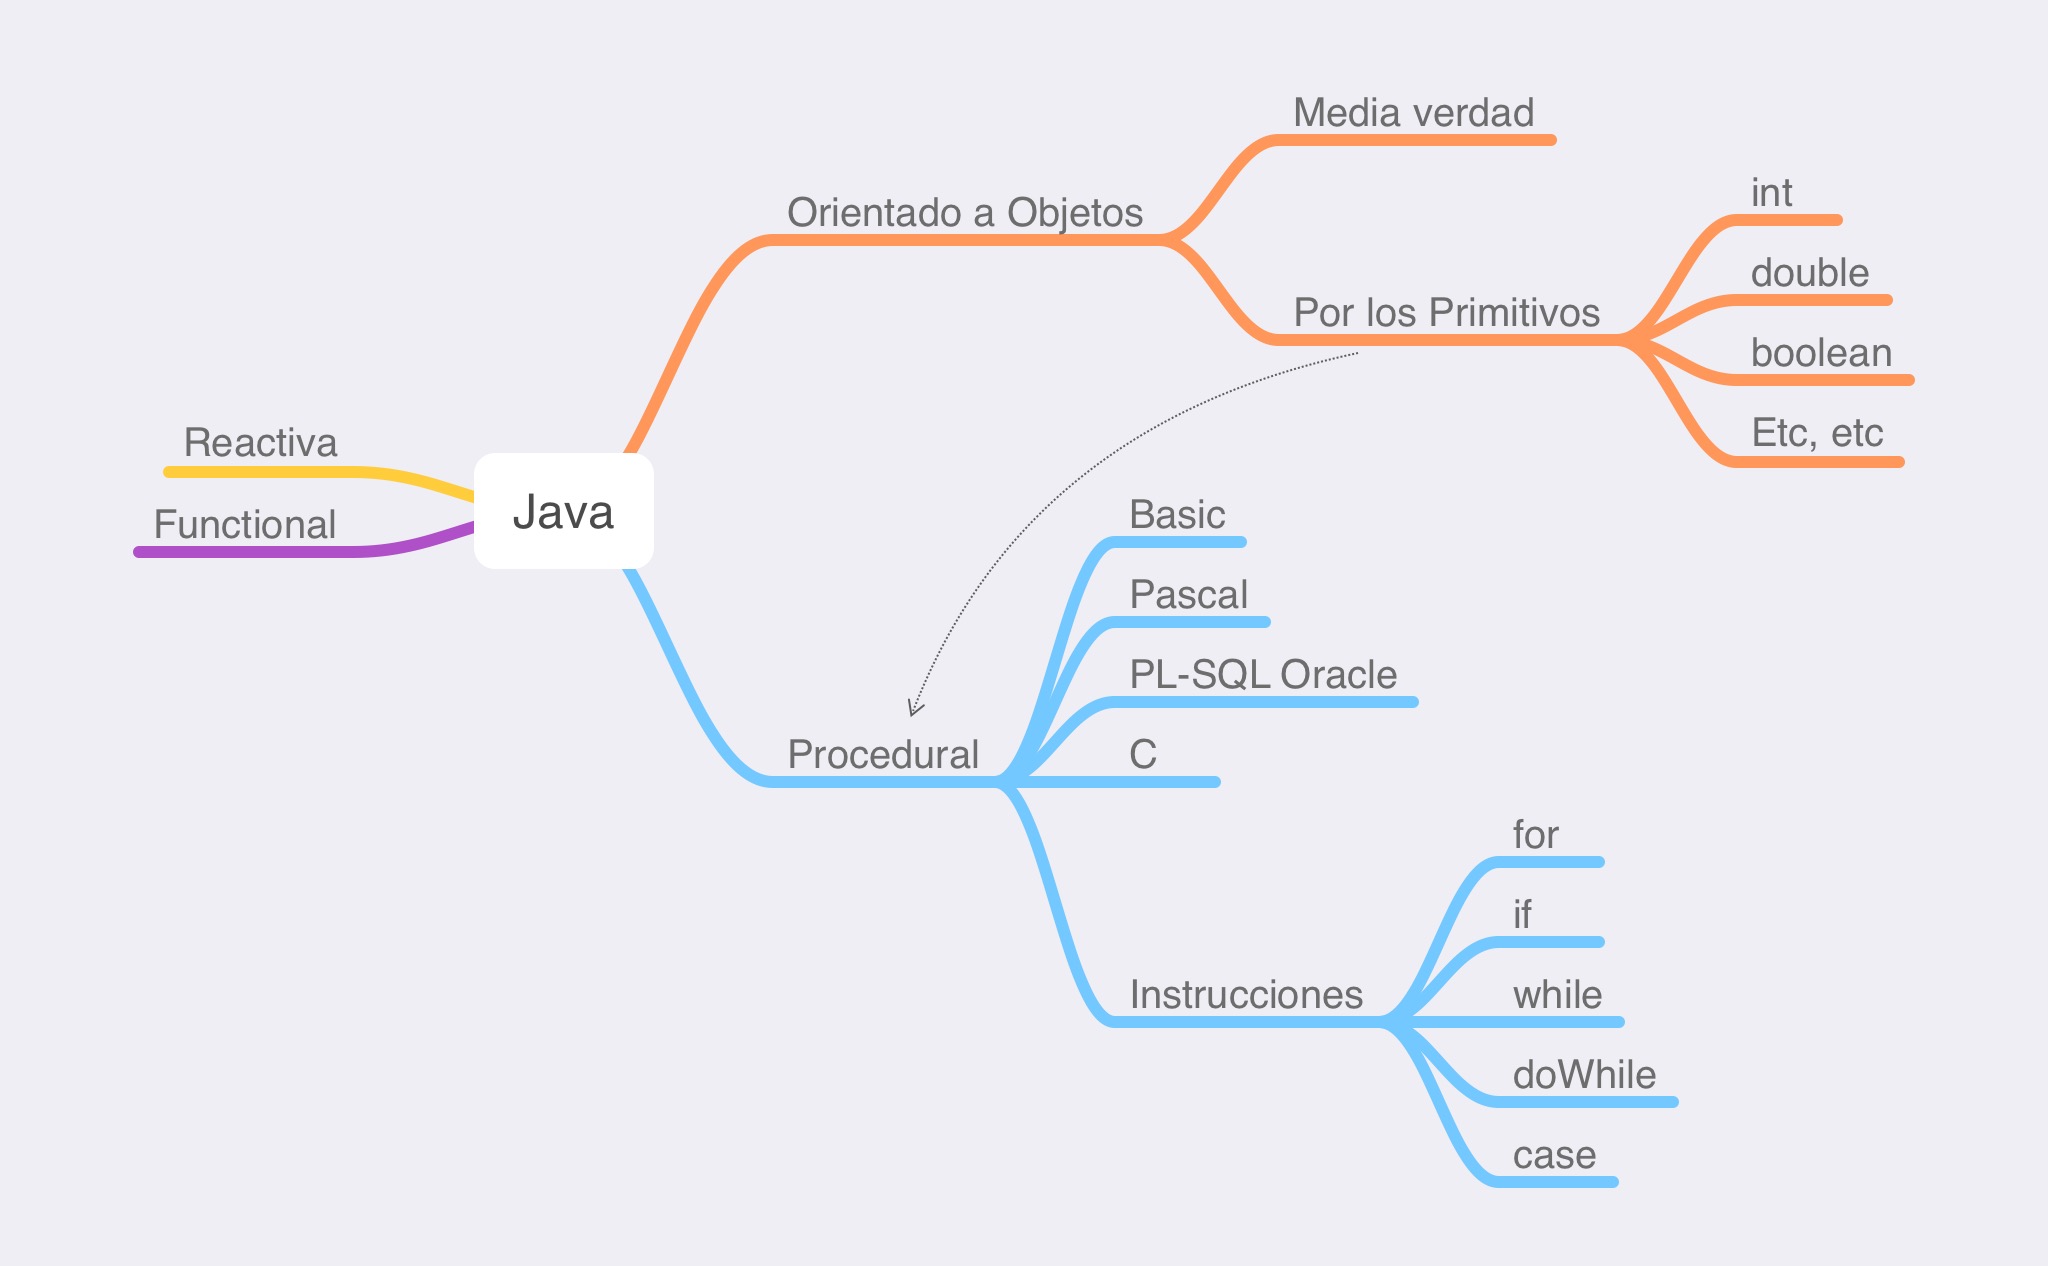 Java
Orientado a Objetos
Media verdad
Por los Primitivos
int
double
boolean
Etc, etc
Procedural
Basic
Pascal
PL-SQL Oracle
C
Instrucciones
for
if
while
doWhile
case
Reactiva
Functional